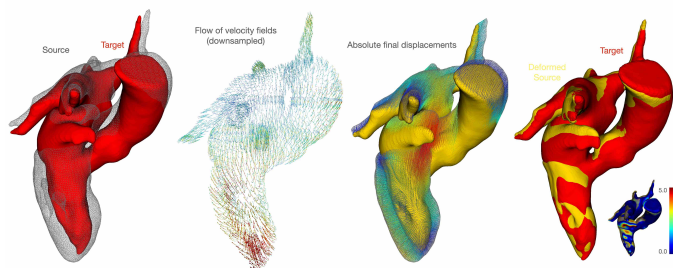 Source
Target
Flow of velocity fields
(downsampled)
Absolute final displacements
Target
Deformed
Source
5.0
0.0